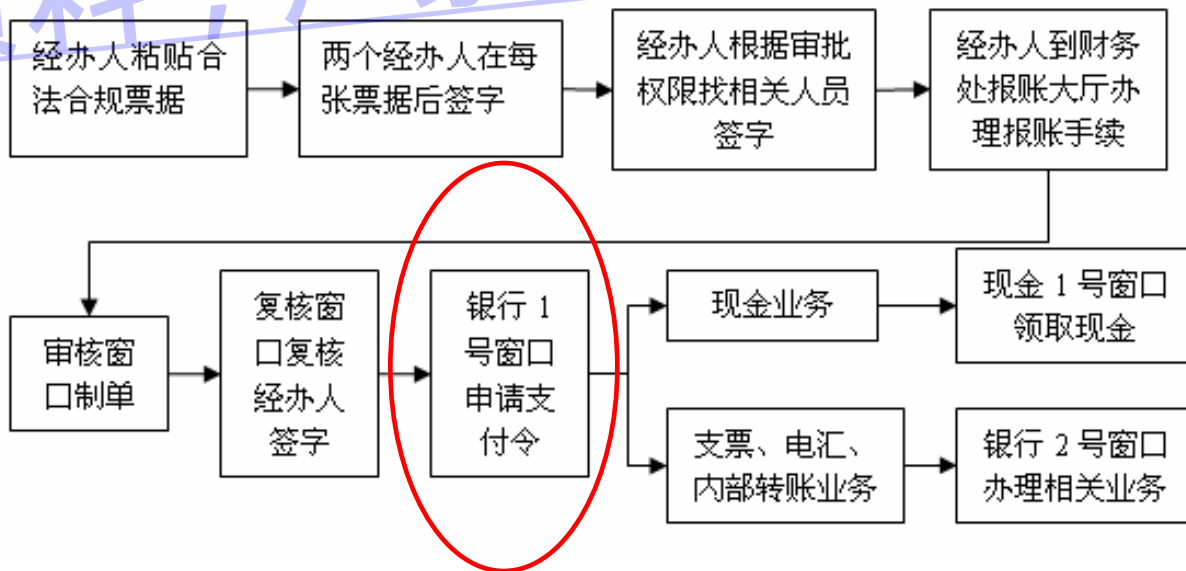 经办人粘贴合
法合规票据
两个经办人在每
张票据后签字
经办人根据审批
权限找相关人员
签字
经办人到财务
处报账大厅办
理报账手续
审核窗
口制单
复核窗
口复核
经办人
签字
银行 1
号窗口
申请支
付令
现金业务
现金 1 号窗口
领取现金
支票、电汇、
内部转账业务
银行 2 号窗口
办理相关业务